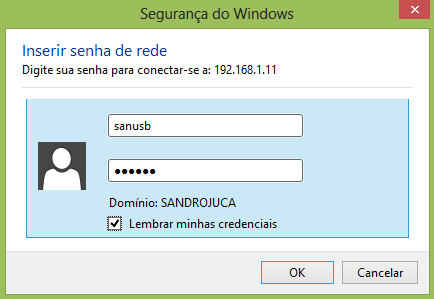 Segurança do Windows
Inserir senha de rede
Digite sua senha para conectar-se a: 192.168.1.11
sanusb
••••••
Domínio: SANDROJUCA
Lembrar minhas credenciais
OK Cancelar